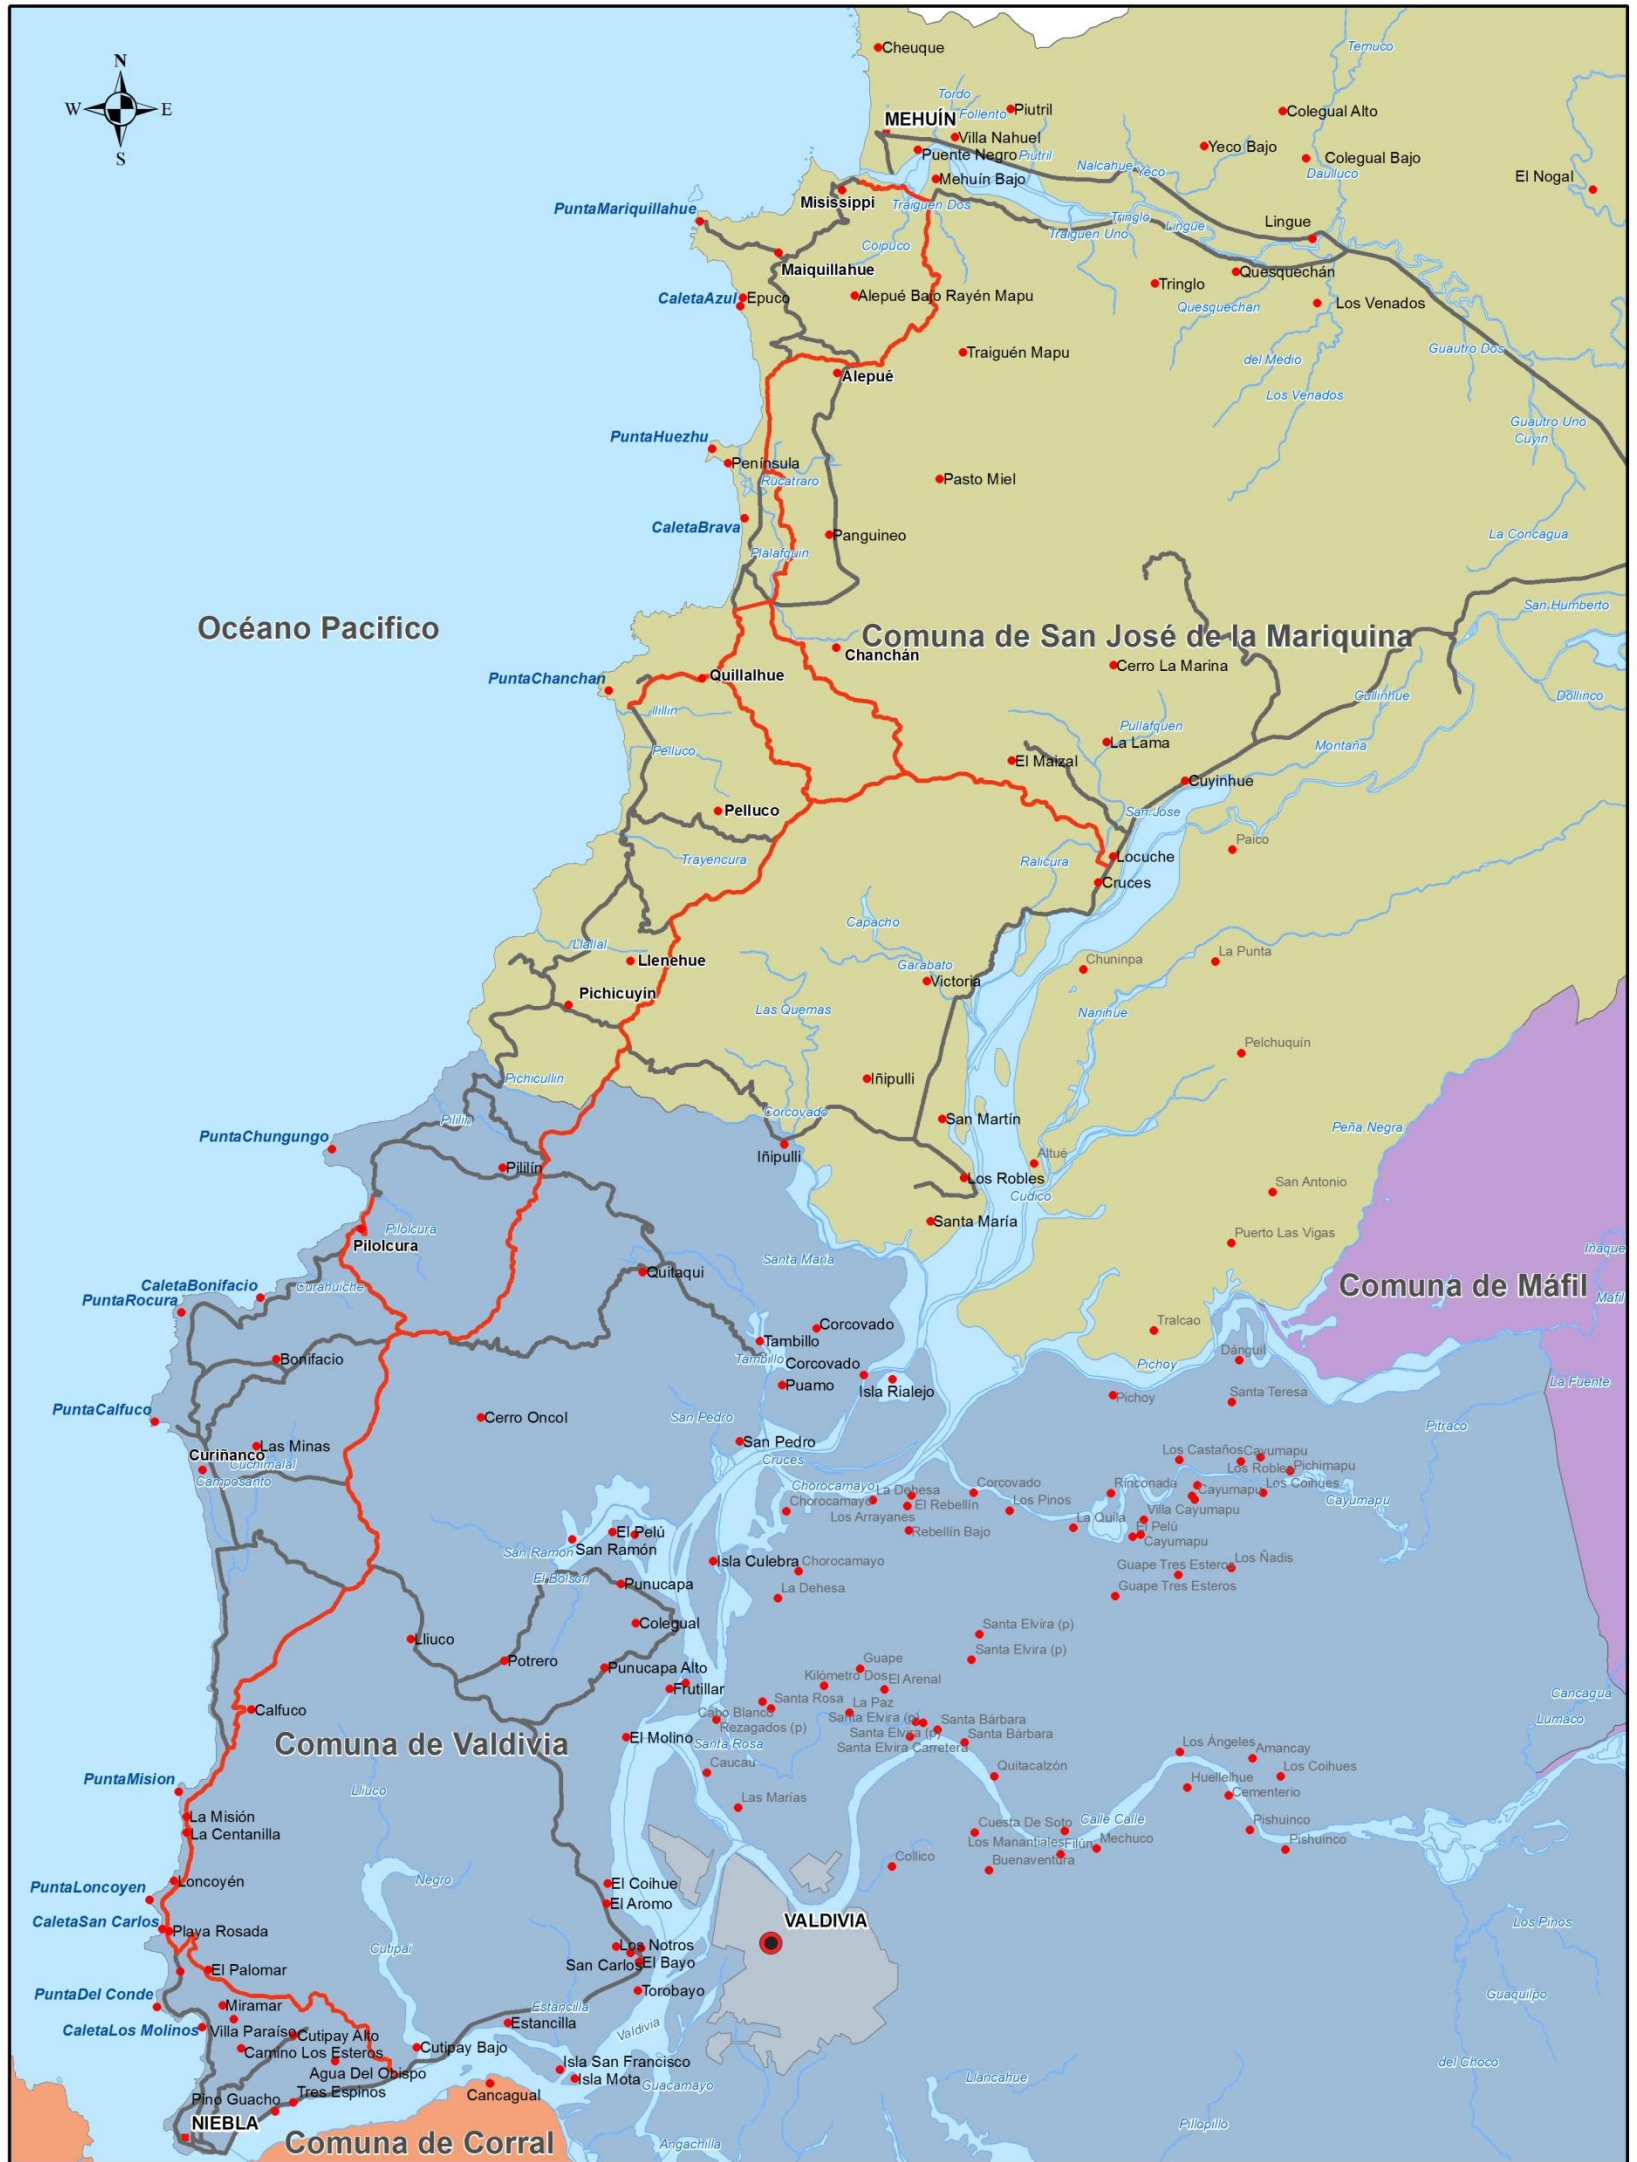 Cheuque
Temuco
N
Tordo
Follento
Piutril
Colegual Alto
W
E
MEHUÍN
Villa Nahuel
S
Puente Negro
Piutril
Yeco Bajo
Colegual Bajo
Nalcahue
Yeco
Daulluco
El Nogal
Mehuín Bajo
Misissippi
Traiguen Dos
PuntaMariquillahue
Tringlo
Lingue
Lingue
Traiguen Uno
Coipuco
Maiquillahue
Quesquechán
Tringlo
CaletaAzul
Epuco
Alepué Bajo Rayén Mapu
Quesquechan
Los Venados
Traiguén Mapu
Guautro Dos
del Medio
Alepué
Los Venados
Guautro Uno
PuntaHuezhu
Cuyin
Península
Rucatraro
Pasto Miel
CaletaBrava
Panguineo
La Concagua
Plalafquin
San Humberto
Océano Pacifico
Comuna de San José de la Mariquina
Chanchán
Cerro La Marina
PuntaChanchan
Quillalhue
Cullinhue
Dollinco
Illillin
Pullafquen
Pelluco
La Lama
Montaña
El Maizal
Cuyinhue
Pelluco
San Jose
Paico
Trayencura
Ralicura
Locuche
Cruces
Capacho
Llallal
Llenehue
Garabato
Chuninpa
La Punta
Victoria
Pichicuyín
Las Quemas
Nanihue
Pelchuquín
Pichicullin
Iñipulli
Pililin
Corcovado
San Martín
Peña Negra
PuntaChungungo
Iñipulli
Altué
Pililín
Los Robles
San Antonio
Cudico
Santa María
Pilolcura
Puerto Las Vigas
Pilolcura
Santa Maria
Iñaque
Quitaqui
CaletaBonifacio
Curahuiche
Comuna de Máfil
PuntaRocura
Mafil
Corcovado
Tralcao
Tambillo
Bonifacio
Tambillo
Corcovado
Pichoy
Dánguil
Puamo
Isla Rialejo
La Fuente
Pichoy
Santa Teresa
PuntaCalfuco
Cerro Oncol
San Pedro
Pitraco
Las Minas
San Pedro
Curiñanco
Cuchimalal
Cruces
Los Castaños
Cayumapu
Camposanto
Los Robles
Pichimapu
Chorocamayo
La Dehesa
Corcovado
Rinconada
Cayumapu
Los Coihues
Chorocamayo
El Rebellín
Los Pinos
Villa Cayumapu
Cayumapu
Los Arrayanes
La Quila
El Pelú
El Pelú
Rebellín Bajo
Cayumapu
San Ramon
San Ramón
Isla Culebra
Chorocamayo
Guape Tres Esteros
Los Ñadis
El Bolson
Punucapa
La Dehesa
Guape Tres Esteros
Colegual
Santa Elvira (p)
Lliuco
Santa Elvira (p)
Potrero
Punucapa Alto
Guape
Kilómetro Dos
El Arenal
Frutillar
Cancagua
Calfuco
Santa Rosa
La Paz
Cabo Blanco
Santa Elvira (p)
Santa Bárbara
Rezagados (p)
Santa Elvira (p)
Santa Bárbara
Lumaco
Comuna de Valdivia
El Molino
Santa Rosa
Santa Elvira Carretera
Los Ángeles
Amancay
Caucau
Quitacalzón
Los Coihues
PuntaMision
Lliuco
Huellelhue
Cementerio
La Misión
Las Marías
Calle Calle
La Centanilla
Cuesta De Soto
Pishuinco
Los Manantiales
Filún
Mechuco
Pishuinco
Collico
Buenaventura
Loncoyén
Negro
El Coihue
PuntaLoncoyen
El Aromo
CaletaSan Carlos
Playa Rosada
VALDIVIA
Los Pinos
Cutipai
Los Notros
El Palomar
San Carlos
El Bayo
PuntaDel Conde
Torobayo
Guaquilpo
Miramar
Estancilla
CaletaLos Molinos
Villa Paraíso
Cutipay Alto
Estancilla
Valdivia
Camino Los Esteros
Cutipay Bajo
Isla San Francisco
del Choco
Agua Del Obispo
Isla Mota
Llancahue
Pino Guacho
Tres Espinos
Cancagual
Guacamayo
NIEBLA
Pillopillo
Comuna de Corral
Angachilla